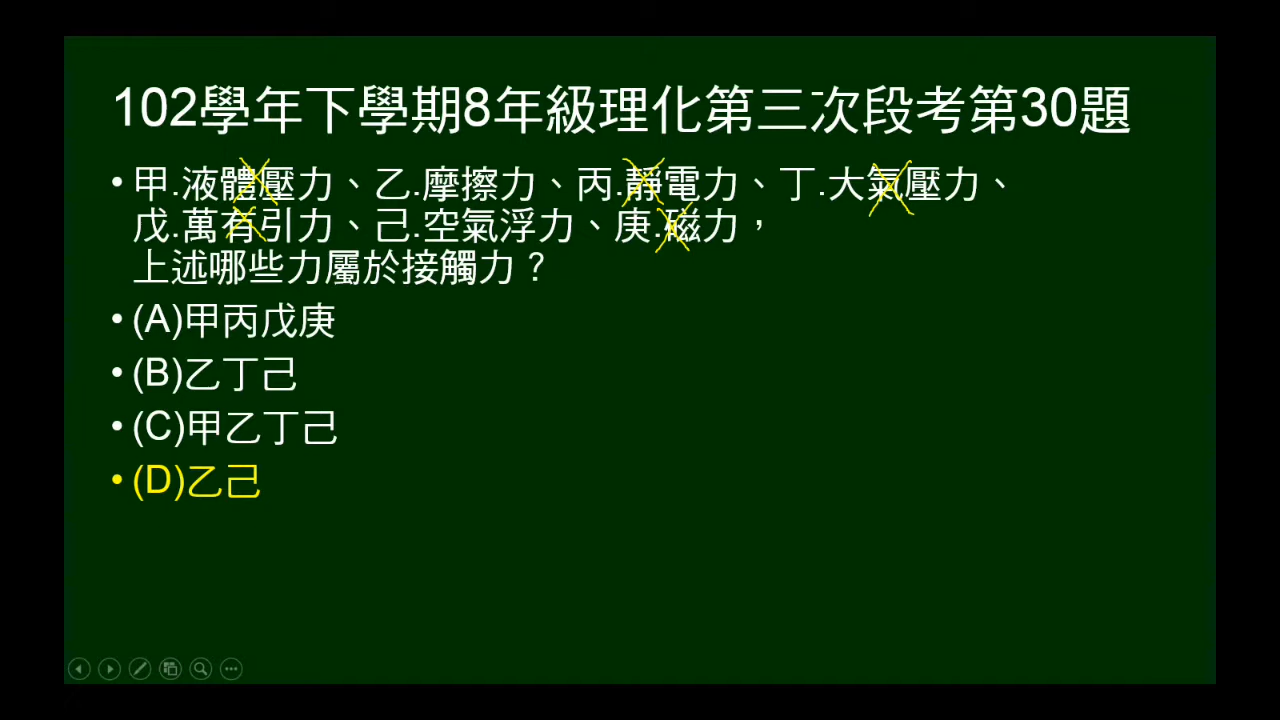 102學年下學期8年級理化第三次段考第30題
• 甲.液體壓力、乙.摩擦力、丙.靜電力、丁.大氣壓力、
戊.萬有引力、己.空氣浮力、庚.磁力，
上述哪些力屬於接觸力？
• (A)甲丙戊庚
• (B)乙丁己
• (C)甲乙丁己
• (D)乙己